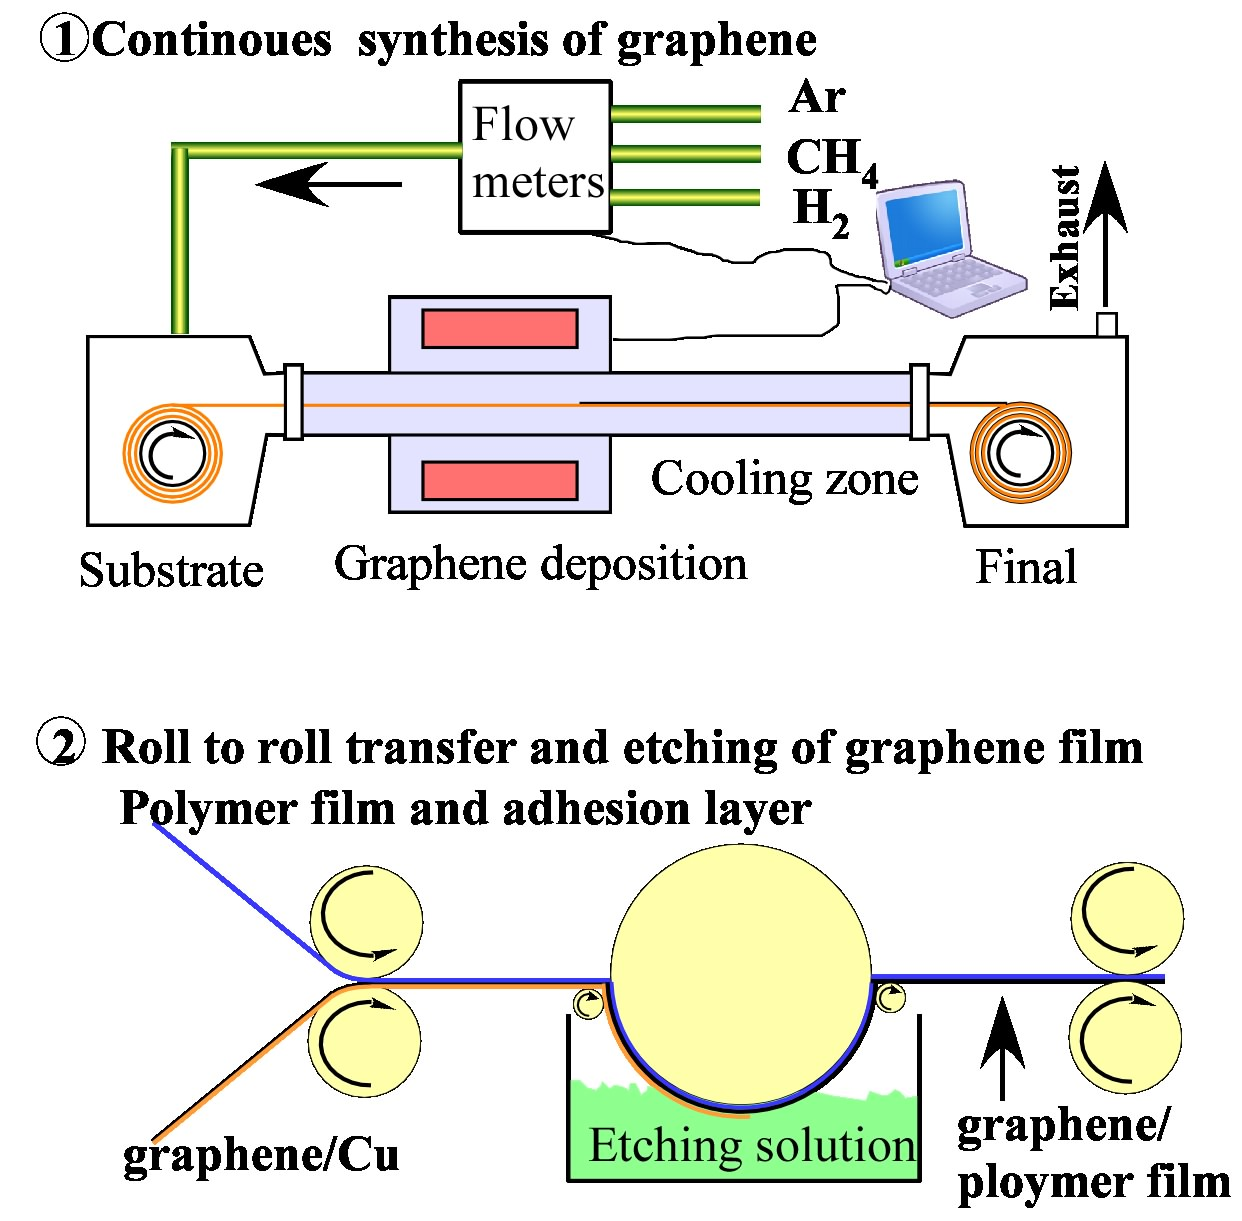 ①Continoues synthesis of graphene
Flow
meters
Ar
CH₄
H₂
Exhaust
Cooling zone
Substrate
Graphene deposition
Final
② Roll to roll transfer and etching of graphene film
Polymer film and adhesion layer
graphene/Cu
Etching solution
graphene/
ploymer film